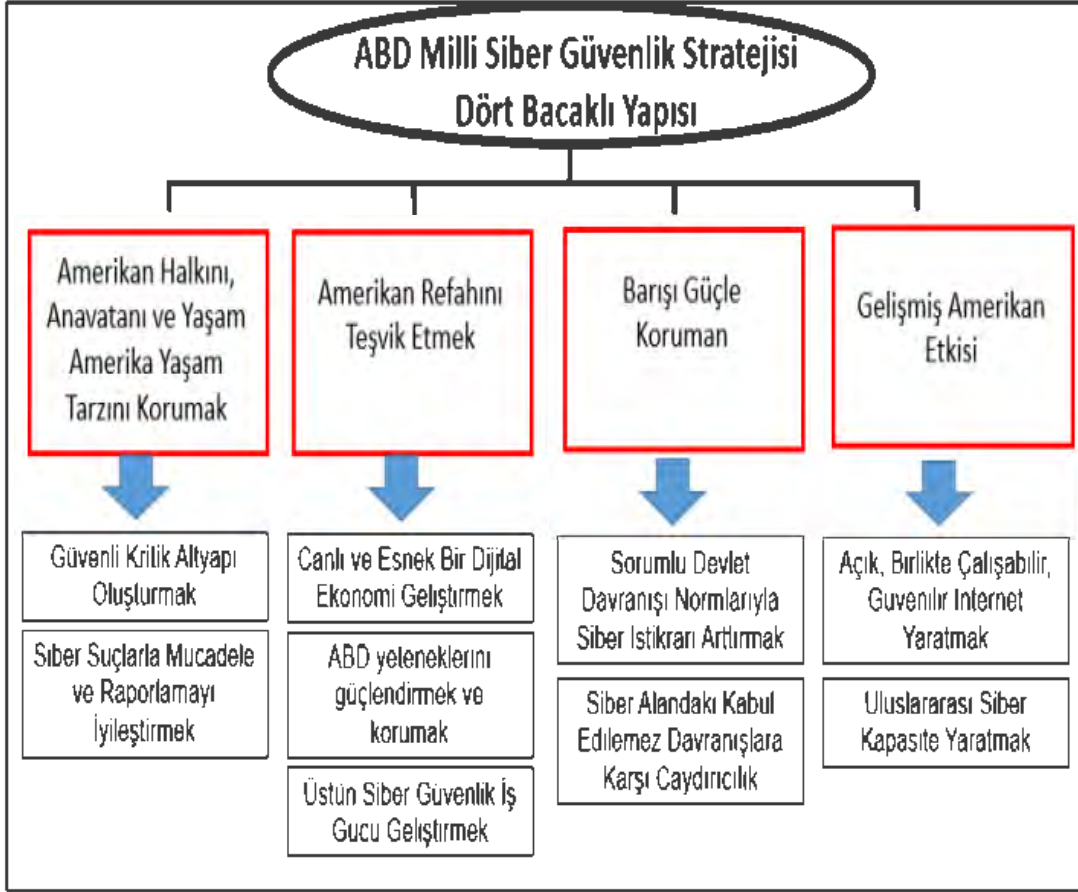 ABD Milli Siber Güvenlik Stratejisi
Dört Bacaklı Yapısı
Amerikan Halkını,
Anavatanı ve Yaşam
Amerika Yaşam
Tarzını Korumak
Amerikan Refahını
Teşvik Etmek
Barışı Güçle
Koruman
Gelişmiş Amerikan
Etkisi
Güvenli Kritik Altyapı
Oluşturmak
Siber Suçlarla Mucadele
ve Raporlamayı
İyileştirmek
Canlı ve Esnek Bir Dijital
Ekonomi Geliştirmek
ABD yeteneklerini
güçlendirmek ve
korumak
Üstün Siber Güvenlik İş
Gucu Geliştirmek
Sorumlu Devlet
Davranışı Normlarıyla
Siber Istikrarı Arttırmak
Siber Alandaki Kabul
Edilemez Davranışlara
Karşı Caydırıcılık
Açık, Birlikte Çalışabilir,
Guvenilir Internet
Yaratmak
Uluslararası Siber
Kapasite Yaratmak